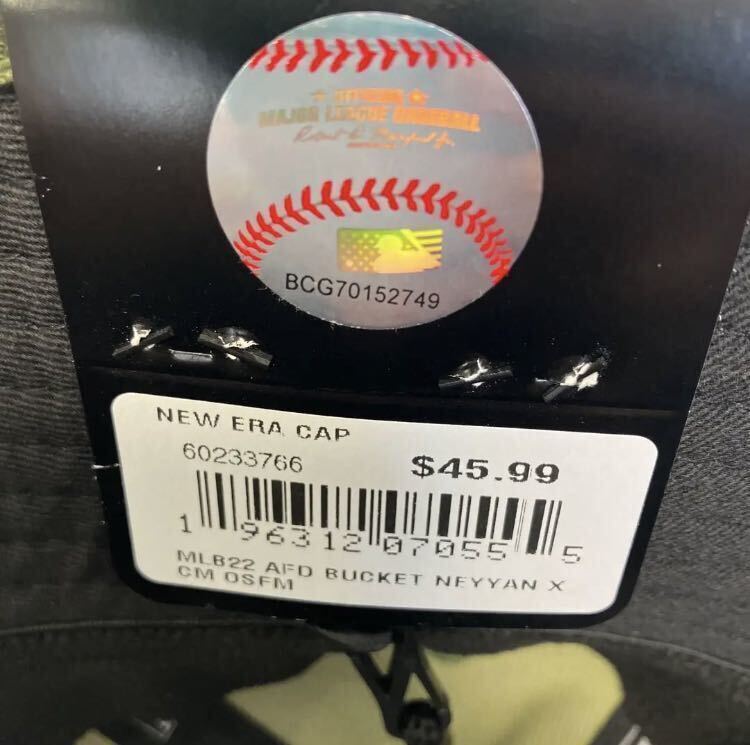 MAJOR LEAGUE BASEBALL
BCG70152749
NEW ERA CAP
60233766
$45.99
1 96312 07055 5
MLB22 AFD BUCKET NEYYAN X
CM OSFM